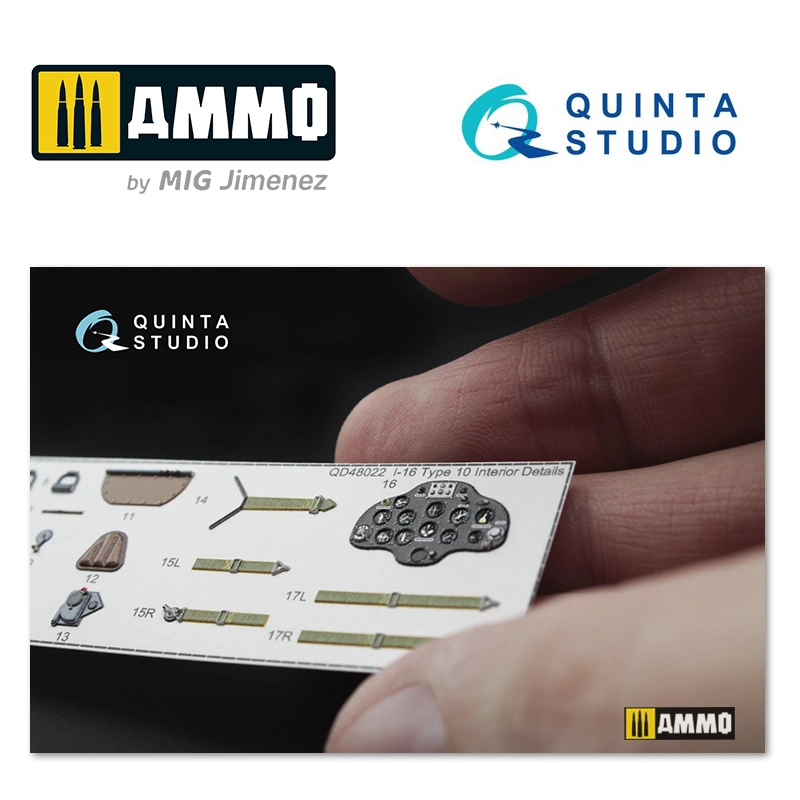 AMMO
by MIG Jimenez
QUINTA
STUDIO
QUINTA
STUDIO
QD48022 I-16 Type 10 Interior Details
16
14
11
15L
12
17L
15R
13
17R
AMMO